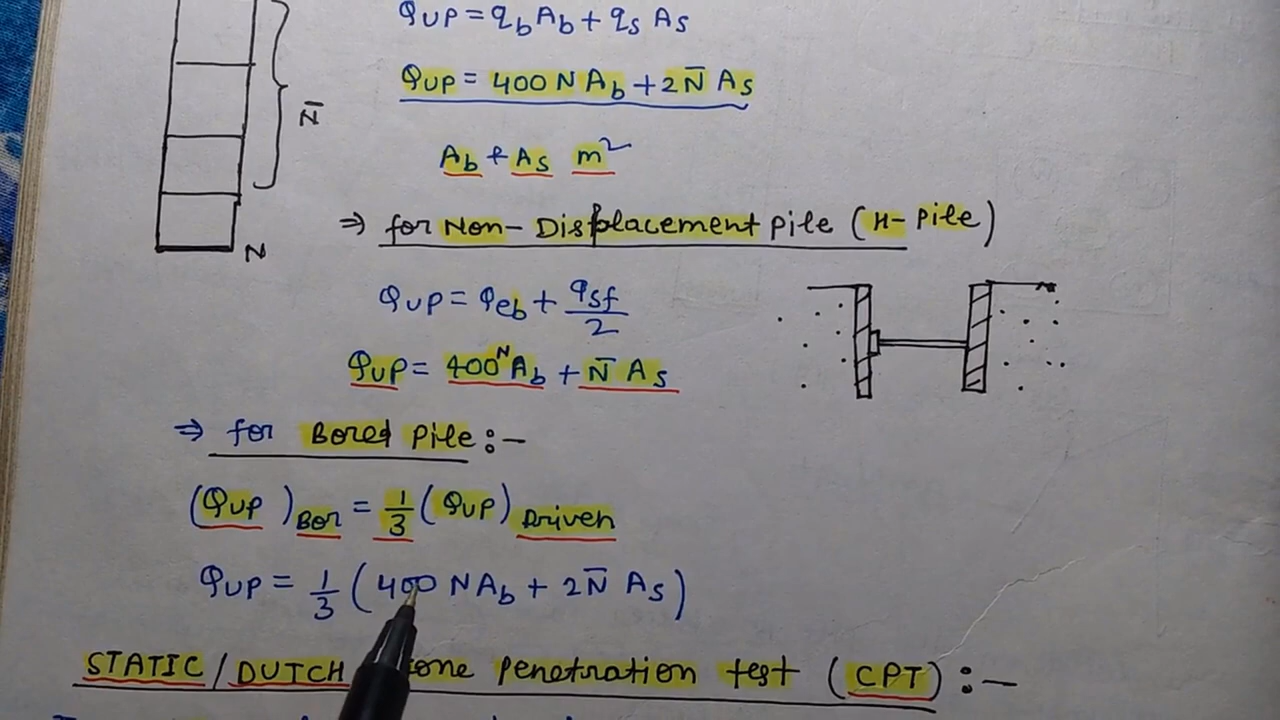 QUP = qbAb + qs As
QUP = 400 N Ab + 2N̄ As
N̄
Ab & As m²
⇒ for Non-Displacement pile (H-pile)
N
QUP = Qeb + qsf/2
QUP = 400 N Ab + N̄ As
⇒ for Bored pile :-
(QUP)Bor = 1/3 (QUP) Driven
QUP = 1/3 (400 N Ab + 2N̄ As)
STATIC / DUTCH cone penetration test (CPT) :-